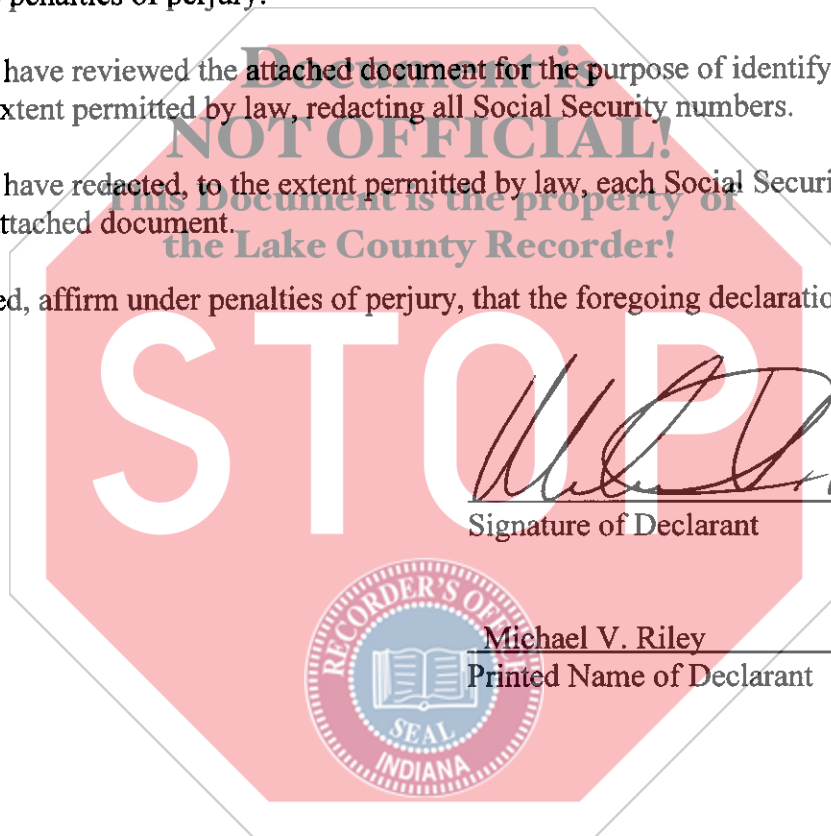 penalties of perjury:
Document is
have reviewed the attached document for the purpose of identify
xtent permitted by law, redacting all Social Security numbers.
NOT OFFICIAL!
have redacted, to the extent permitted by law, each Social Securi
This Document is the property of
ttached document.
the Lake County Recorder!
ed, affirm under penalties of perjury, that the foregoing declaratio
STOP
Signature of Declarant
RECORDER'S OFFICE
Michael V. Riley
Printed Name of Declarant
SEAL
INDIANA